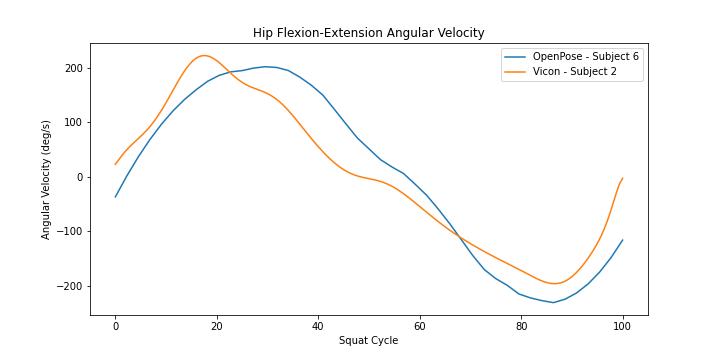 Hip Flexion-Extension Angular Velocity
OpenPose - Subject 6
Vicon - Subject 2
Angular Velocity (deg/s)
200
100
0
−100
−200
0 20 40 60 80 100
Squat Cycle